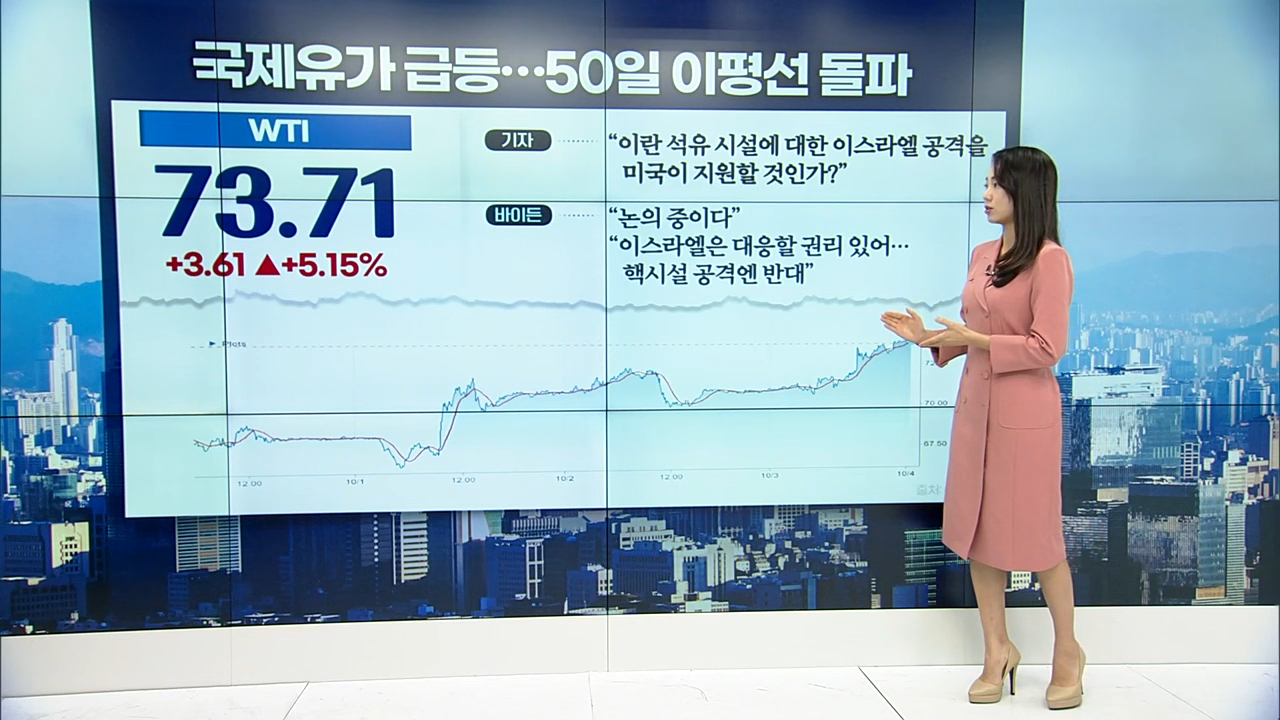 국제유가 급등…50일 이평선 돌파
WTI
73.71
+3.61 ▲+5.15%
기자
“이란 석유 시설에 대한 이스라엘 공격을
미국이 지원할 것인가?”
바이든
“논의 중이다”
“이스라엘은 대응할 권리 있어…
핵시설 공격엔 반대”
▶ Plots
70.00
67.50
12:00
10/1
12:00
10/2
12:00
10/3
10/4
출처: